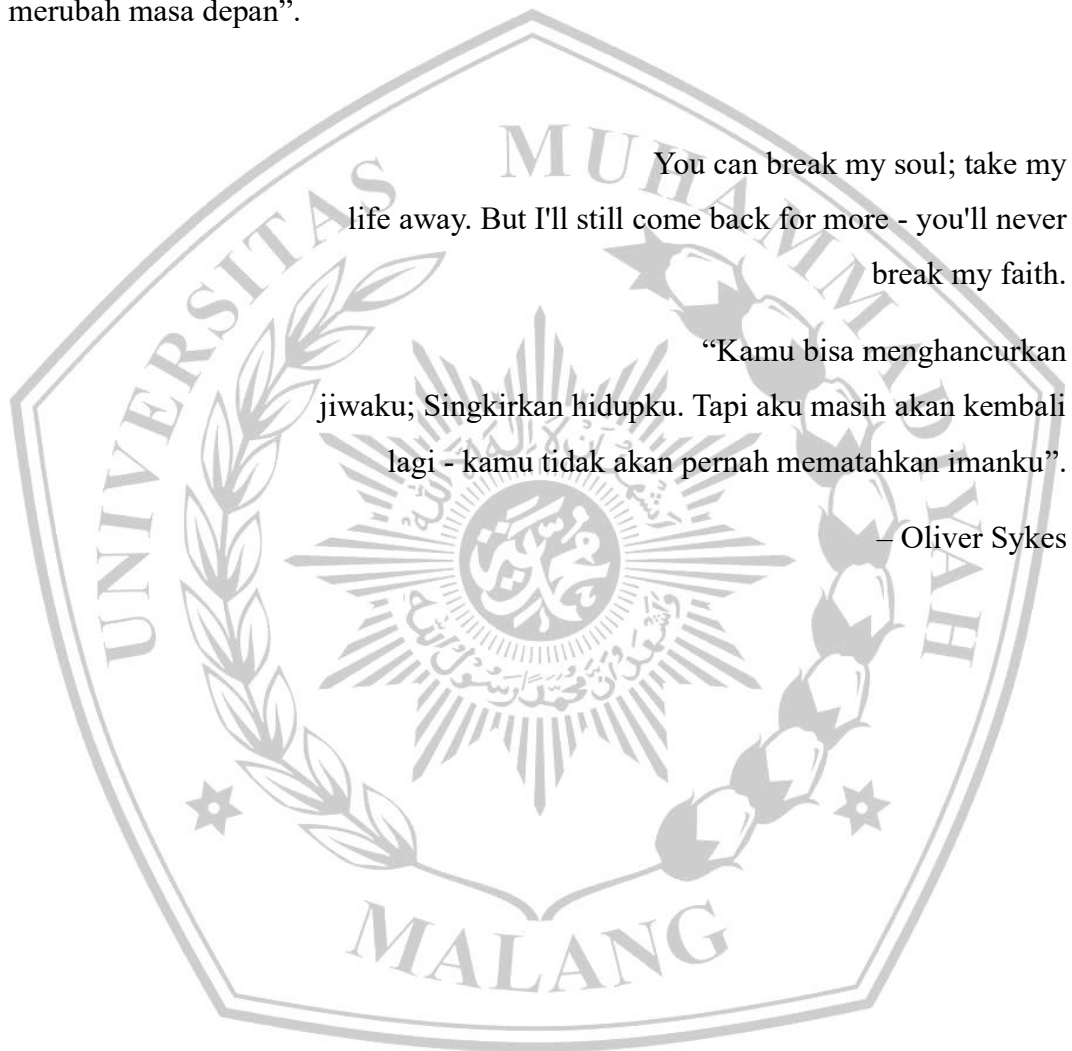 merubah masa depan”.
You can break my soul; take my
life away. But I'll still come back for more - you'll never
break my faith.
“Kamu bisa menghancurkan
jiwaku; Singkirkan hidupku. Tapi aku masih akan kembali
lagi - kamu tidak akan pernah mematahkan imanku”.
– Oliver Sykes
UNIVERSITAS MUHAMMADIYAH
MALANG